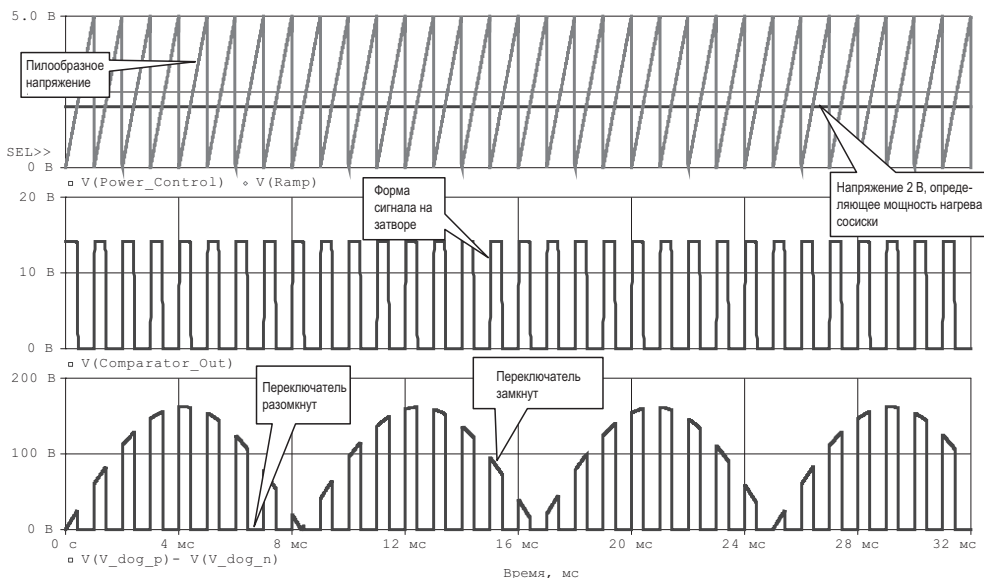 5.0 В
Пилообразное
напряжение
SEL>>
0 В
V(Power_Control) V(Ramp)
Напряжение 2 В, опреде-
ляющее мощность нагрева
сосиски
20 В
Форма
сигнала на
затворе
10 В
0 В
V(Comparator_Out)
200 В
Переключатель
разомкнут
Переключатель
замкнут
100 В
0 В
0 с 4 мс 8 мс 12 мс 16 мс 20 мс 24 мс 28 мс 32 мс
V(V_dog_p)- V(V_dog_n)
Время, мс